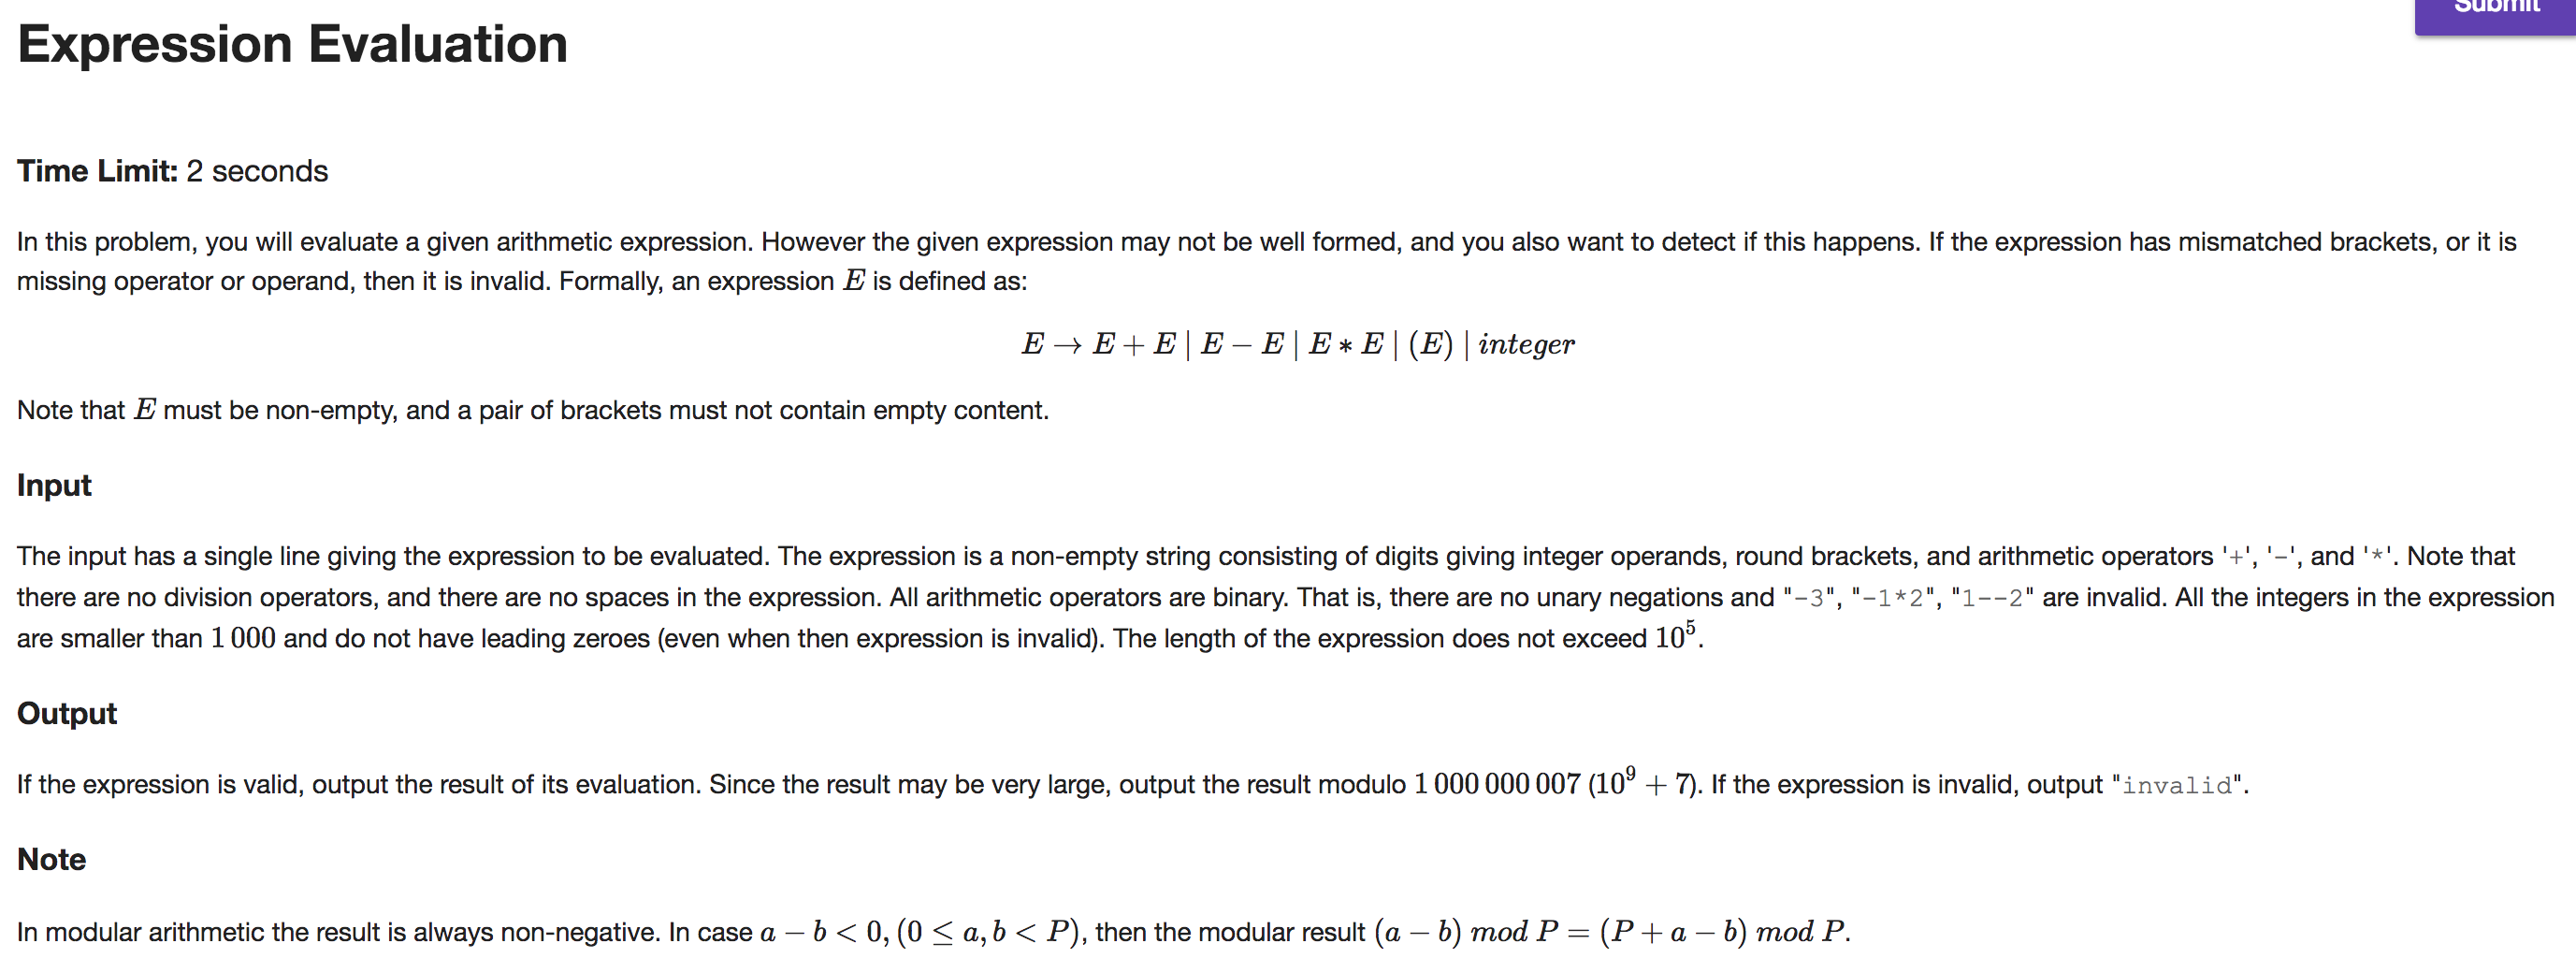 Submit
Expression Evaluation
Time Limit: 2 seconds
In this problem, you will evaluate a given arithmetic expression. However the given expression may not be well formed, and you also want to detect if this happens. If the expression has mismatched brackets, or it is
missing operator or operand, then it is invalid. Formally, an expression E is defined as:
E → E + E | E − E | E ∗ E | (E) | integer
Note that E must be non-empty, and a pair of brackets must not contain empty content.
Input
The input has a single line giving the expression to be evaluated. The expression is a non-empty string consisting of digits giving integer operands, round brackets, and arithmetic operators '+', '-', and '*'. Note that
there are no division operators, and there are no spaces in the expression. All arithmetic operators are binary. That is, there are no unary negations and "-3", "-1*2", "1--2" are invalid. All the integers in the expression
are smaller than 1 000 and do not have leading zeroes (even when then expression is invalid). The length of the expression does not exceed 10^5.
Output
If the expression is valid, output the result of its evaluation. Since the result may be very large, output the result modulo 1 000 000 007 (10^9 + 7). If the expression is invalid, output "invalid".
Note
In modular arithmetic the result is always non-negative. In case a − b < 0, (0 ≤ a, b < P), then the modular result (a − b) mod P = (P + a − b) mod P.